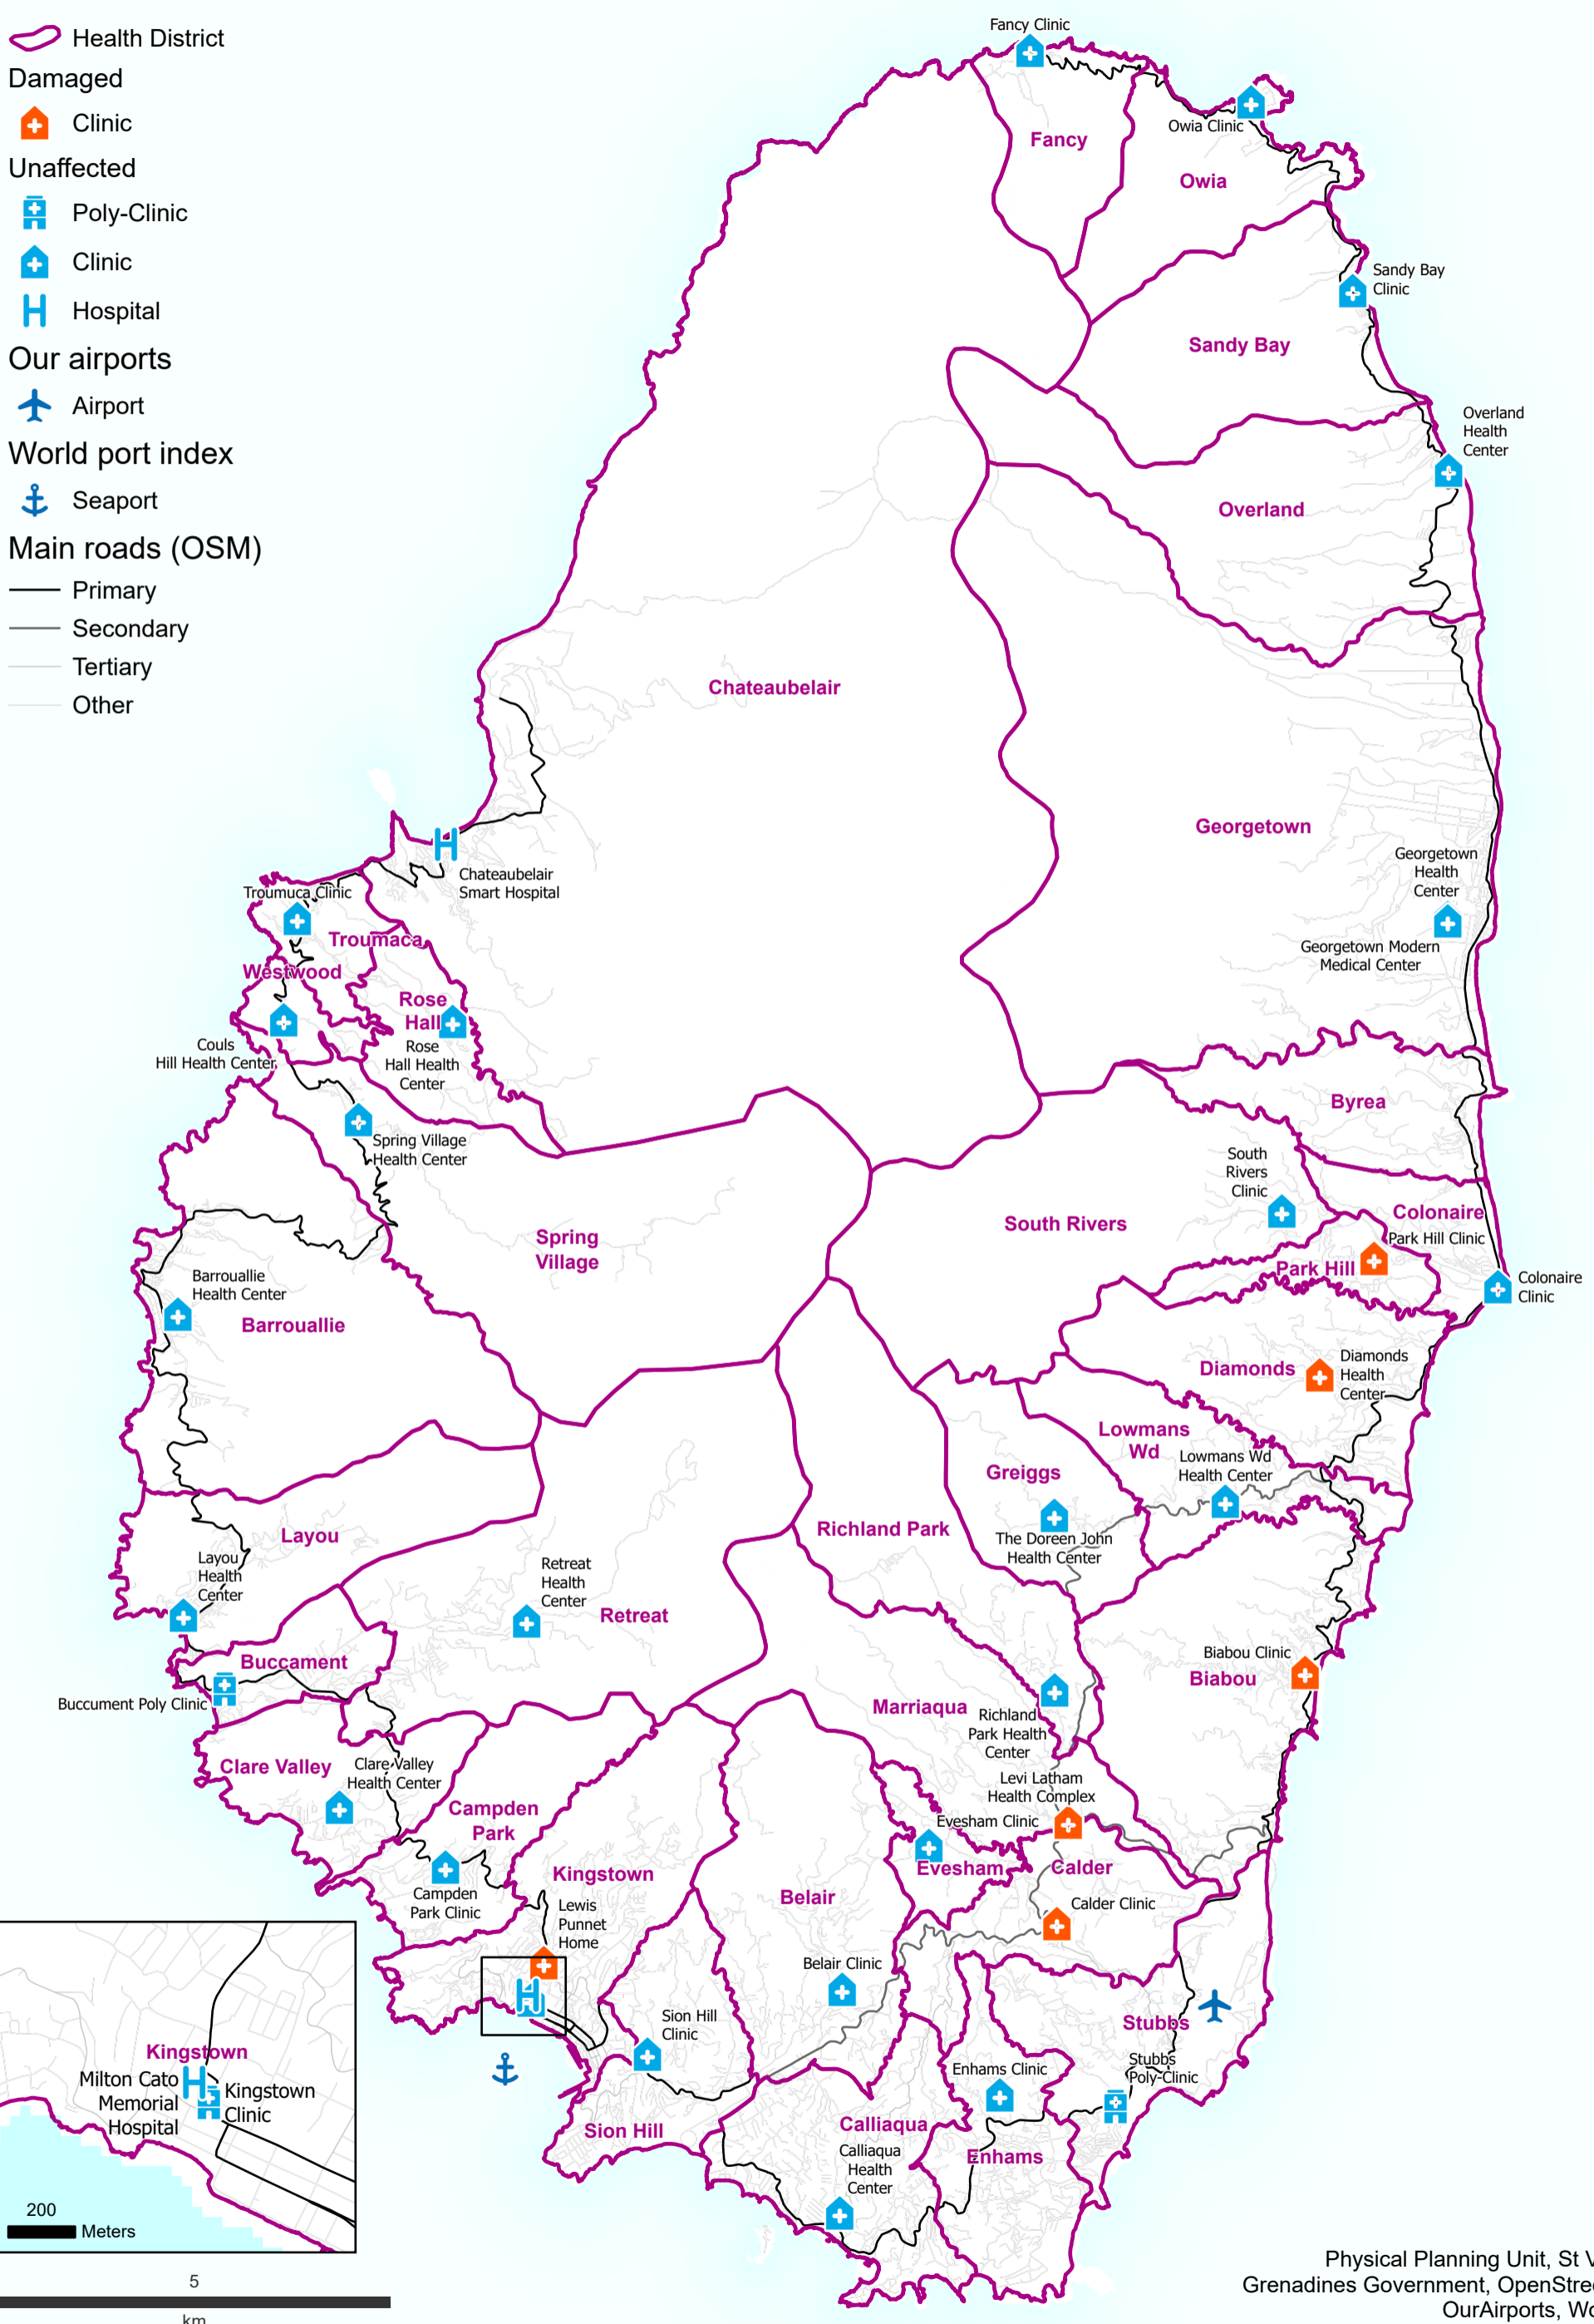 Health District
Damaged
Clinic
Unaffected
Poly-Clinic
Clinic
Hospital
Our airports
Airport
World port index
Seaport
Main roads (OSM)
Primary
Secondary
Tertiary
Other
Fancy Clinic
Fancy
Owia Clinic
Owia
Sandy Bay
Clinic
Sandy Bay
Overland
Health
Center
Overland
Chateaubelair
Georgetown
Georgetown
Health
Center
Georgetown Modern
Medical Center
Chateaubelair
Smart Hospital
Troumuca Clinic
Troumaca
Westwood
Rose
Hall
Rose
Hall Health
Center
Couls
Hill Health Center
Spring Village
Health Center
Byrea
South
Rivers
Clinic
South Rivers
Colonaire
Park Hill Clinic
Park Hill
Colonaire
Clinic
Spring
Village
Barrouallie
Health Center
Barrouallie
Diamonds
Diamonds
Health
Center
Lowmans
Wd
Lowmans Wd
Health Center
Greiggs
The Doreen John
Health Center
Richland Park
Layou
Layou
Health
Center
Retreat
Health
Center
Retreat
Buccament
Buccument Poly Clinic
Biabou Clinic
Biabou
Marriaqua
Richland
Park Health
Center
Clare Valley
Clare Valley
Health Center
Levi Latham
Health Complex
Evesham Clinic
Evesham
Calder
Calder Clinic
Campden
Park
Campden
Park Clinic
Kingstown
Lewis
Punnet
Home
Belair
Belair Clinic
Sion Hill
Clinic
Sion Hill
Stubbs
Stubbs
Poly-Clinic
Enhams Clinic
Enhams
Calliaqua
Calliaqua
Health
Center
Kingstown
Milton Cato
Memorial
Hospital
Kingstown
Clinic
200
Meters
5
km
Physical Planning Unit, St V
Grenadines Government, OpenStree
OurAirports, Wo